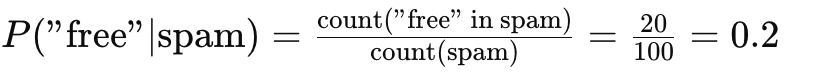 P("free"|spam) = count("free" in spam) / count(spam) = 20 / 100 = 0.2